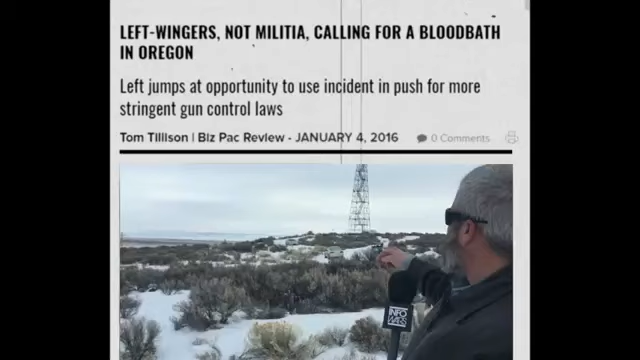 LEFT-WINGERS, NOT MILITIA, CALLING FOR A BLOODBATH
IN OREGON
Left jumps at opportunity to use incident in push for more
stringent gun control laws
Tom Tillison | Biz Pac Review - JANUARY 4, 2016 0 Comments
INFO
WARS